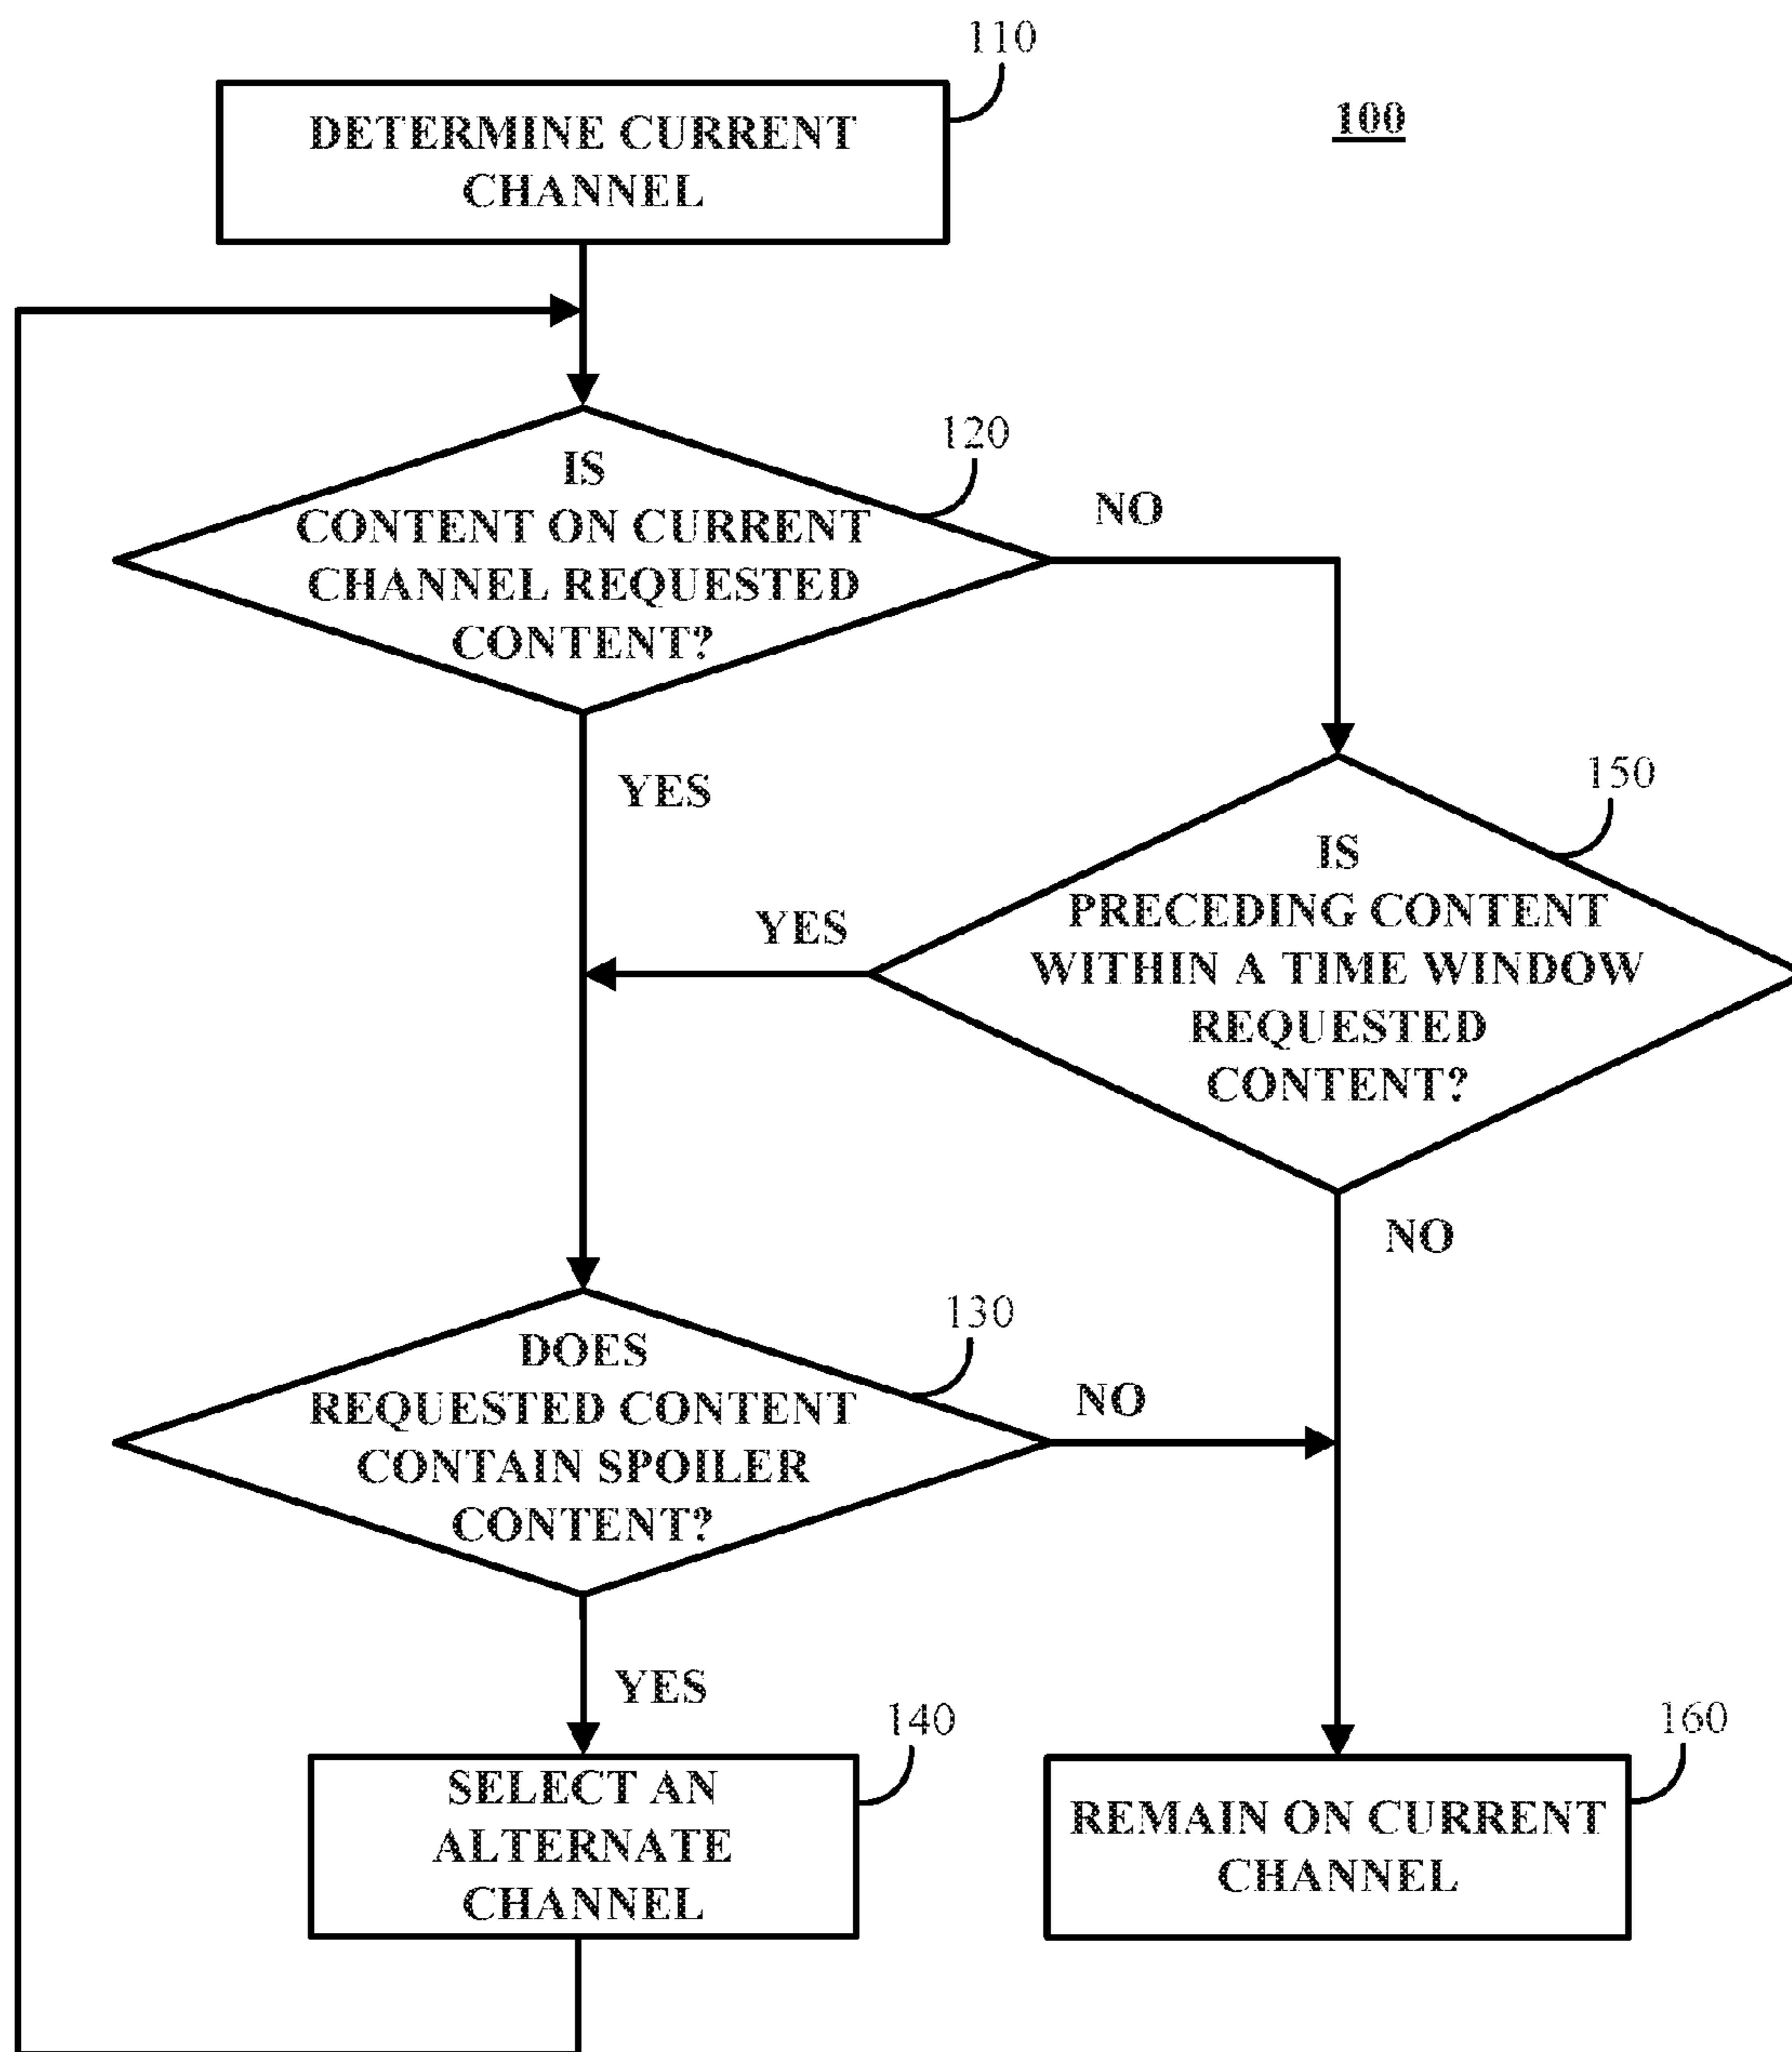 110
DETERMINE CURRENT
CHANNEL
100
120
IS
CONTENT ON CURRENT
CHANNEL REQUESTED
CONTENT?
NO
YES
150
IS
PRECEDING CONTENT
WITHIN A TIME WINDOW
REQUESTED
CONTENT?
YES
NO
130
DOES
REQUESTED CONTENT
CONTAIN SPOILER
CONTENT?
NO
YES
140
SELECT AN
ALTERNATE
CHANNEL
160
REMAIN ON CURRENT
CHANNEL